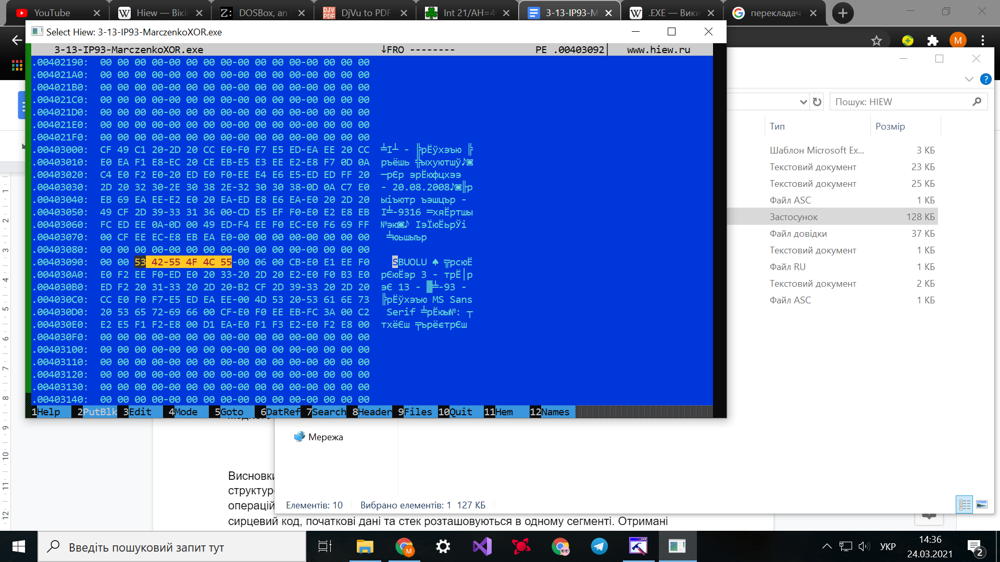 YouTube
Hiew — Вікі
DOSBox, an
DjVu to PDF
Int 21/AH=4
3-13-IP93-M
.EXE — Вики
перекладач
Select Hiew: 3-13-IP93-MarczenkoXOR.exe
3-13-IP93-MarczenkoXOR.exe ↓FRO -------- PE .00403092 www.hiew.ru
.00402190: 00 00 00 00-00 00 00 00-00 00 00 00-00 00 00 00
.004021A0: 00 00 00 00-00 00 00 00-00 00 00 00-00 00 00 00
.004021B0: 00 00 00 00-00 00 00 00-00 00 00 00-00 00 00 00
.004021C0: 00 00 00 00-00 00 00 00-00 00 00 00-00 00 00 00
.004021D0: 00 00 00 00-00 00 00 00-00 00 00 00-00 00 00 00
.004021E0: 00 00 00 00-00 00 00 00-00 00 00 00-00 00 00 00
.004021F0: 00 00 00 00-00 00 00 00-00 00 00 00-00 00 00 00
.00403000: CF 49 C1 20-2D 20 CC E0-F0 F7 E5 ED-EA EE 20 CC ╧I┴ - ╠рЁўхэъю ╠
.00403010: E0 EA F1 E8-EC 20 CE EB-E5 E3 EE E2-E8 F7 0D 0A ръёшь ╬ыхуютшў♪◙
.00403020: C4 E0 F2 E0-20 ED E0 F0-EE E4 E6 E5-ED ED FF 20 ─рЄр эрЁюфцхээ
.00403030: 2D 20 32 30-2E 30 38 2E-32 30 30 38-0D 0A C7 E0 - 20.08.2008♪◙╟р
.00403040: EB 69 EA EE-E2 E0 20 EA-ED E8 E6 EA-E0 20 2D 20 ыiъютр ъэшцър -
.00403050: 49 CF 2D 39-33 31 36 00-CD E5 EF F0-E0 E2 E8 EB I╧-9316 ═хяЁртшы
.00403060: FC ED EE 0A-0D 00 49 ED-F4 EE F0 EC-E0 F6 69 FF №эю◙♪ IэЇюЁьрЎi
.00403070: 00 CF EE EC-E8 EB EA E0-00 00 00 00-00 00 00 00 ╧юьшыър
.00403080: 00 00 00 00-00 00 00 00-00 00 00 00-00 00 00 00
.00403090: 00 00 53 42-55 4F 4C 55-00 06 00 CB-E0 E1 EE F0 SBUOLU ♠ ╦рсюЁ
.004030A0: E0 F2 EE F0-ED E0 20 33-20 2D 20 E2-E0 F0 B3 E0 рЄюЁэр 3 - трЁ│р
.004030B0: ED F2 20 31-33 20 2D 20-B2 CF 2D 39-33 20 2D 20 эЄ 13 - ▓╧-93 -
.004030C0: CC E0 F0 F7-E5 ED EA EE-00 4D 53 20-53 61 6E 73 ╠рЁўхэъю MS Sans
.004030D0: 20 53 65 72-69 66 00 CF-E0 F0 EE EB-FC 3A 00 C2 Serif ╧рЁюы№: ┬
.004030E0: E2 E5 F1 F2-E8 00 D1 EA-E0 F1 F3 E2-E0 F2 E8 00 тхёЄш ╤ърёєтрЄш
.004030F0: 00 00 00 00-00 00 00 00-00 00 00 00-00 00 00 00
.00403100: 00 00 00 00-00 00 00 00-00 00 00 00-00 00 00 00
.00403110: 00 00 00 00-00 00 00 00-00 00 00 00-00 00 00 00
.00403120: 00 00 00 00-00 00 00 00-00 00 00 00-00 00 00 00
.00403130: 00 00 00 00-00 00 00 00-00 00 00 00-00 00 00 00
.00403140: 00 00 00 00-00 00 00 00-00 00 00 00-00 00 00 00
1Help 2PutBlk 3Edit 4Mode 5Goto 6DatRef 7Search 8Header 9Files 10Quit 11Hem 12Names
M
Пошук: HIEW
Тип Розмір
Шаблон Microsoft Ex... 3 КБ
Текстовий документ 23 КБ
Текстовий документ 25 КБ
Файл ASC 1 КБ
Застосунок 128 КБ
Файл довідки 37 КБ
Текстовий документ 1 КБ
Файл RU 1 КБ
Текстовий документ 2 КБ
Файл ASC 1 КБ
Мережа
Елементів: 10 Вибрано елементів: 1 127 КБ
1
2
3
4
5
6
7
8
9
10
11
12
Висновки
структур
операцій
сирцевий код, початкові дані та стек розташовуються в одному сегменті. Отримані
Введіть пошуковий запит тут
M
УКР
14:36
24.03.2021
2